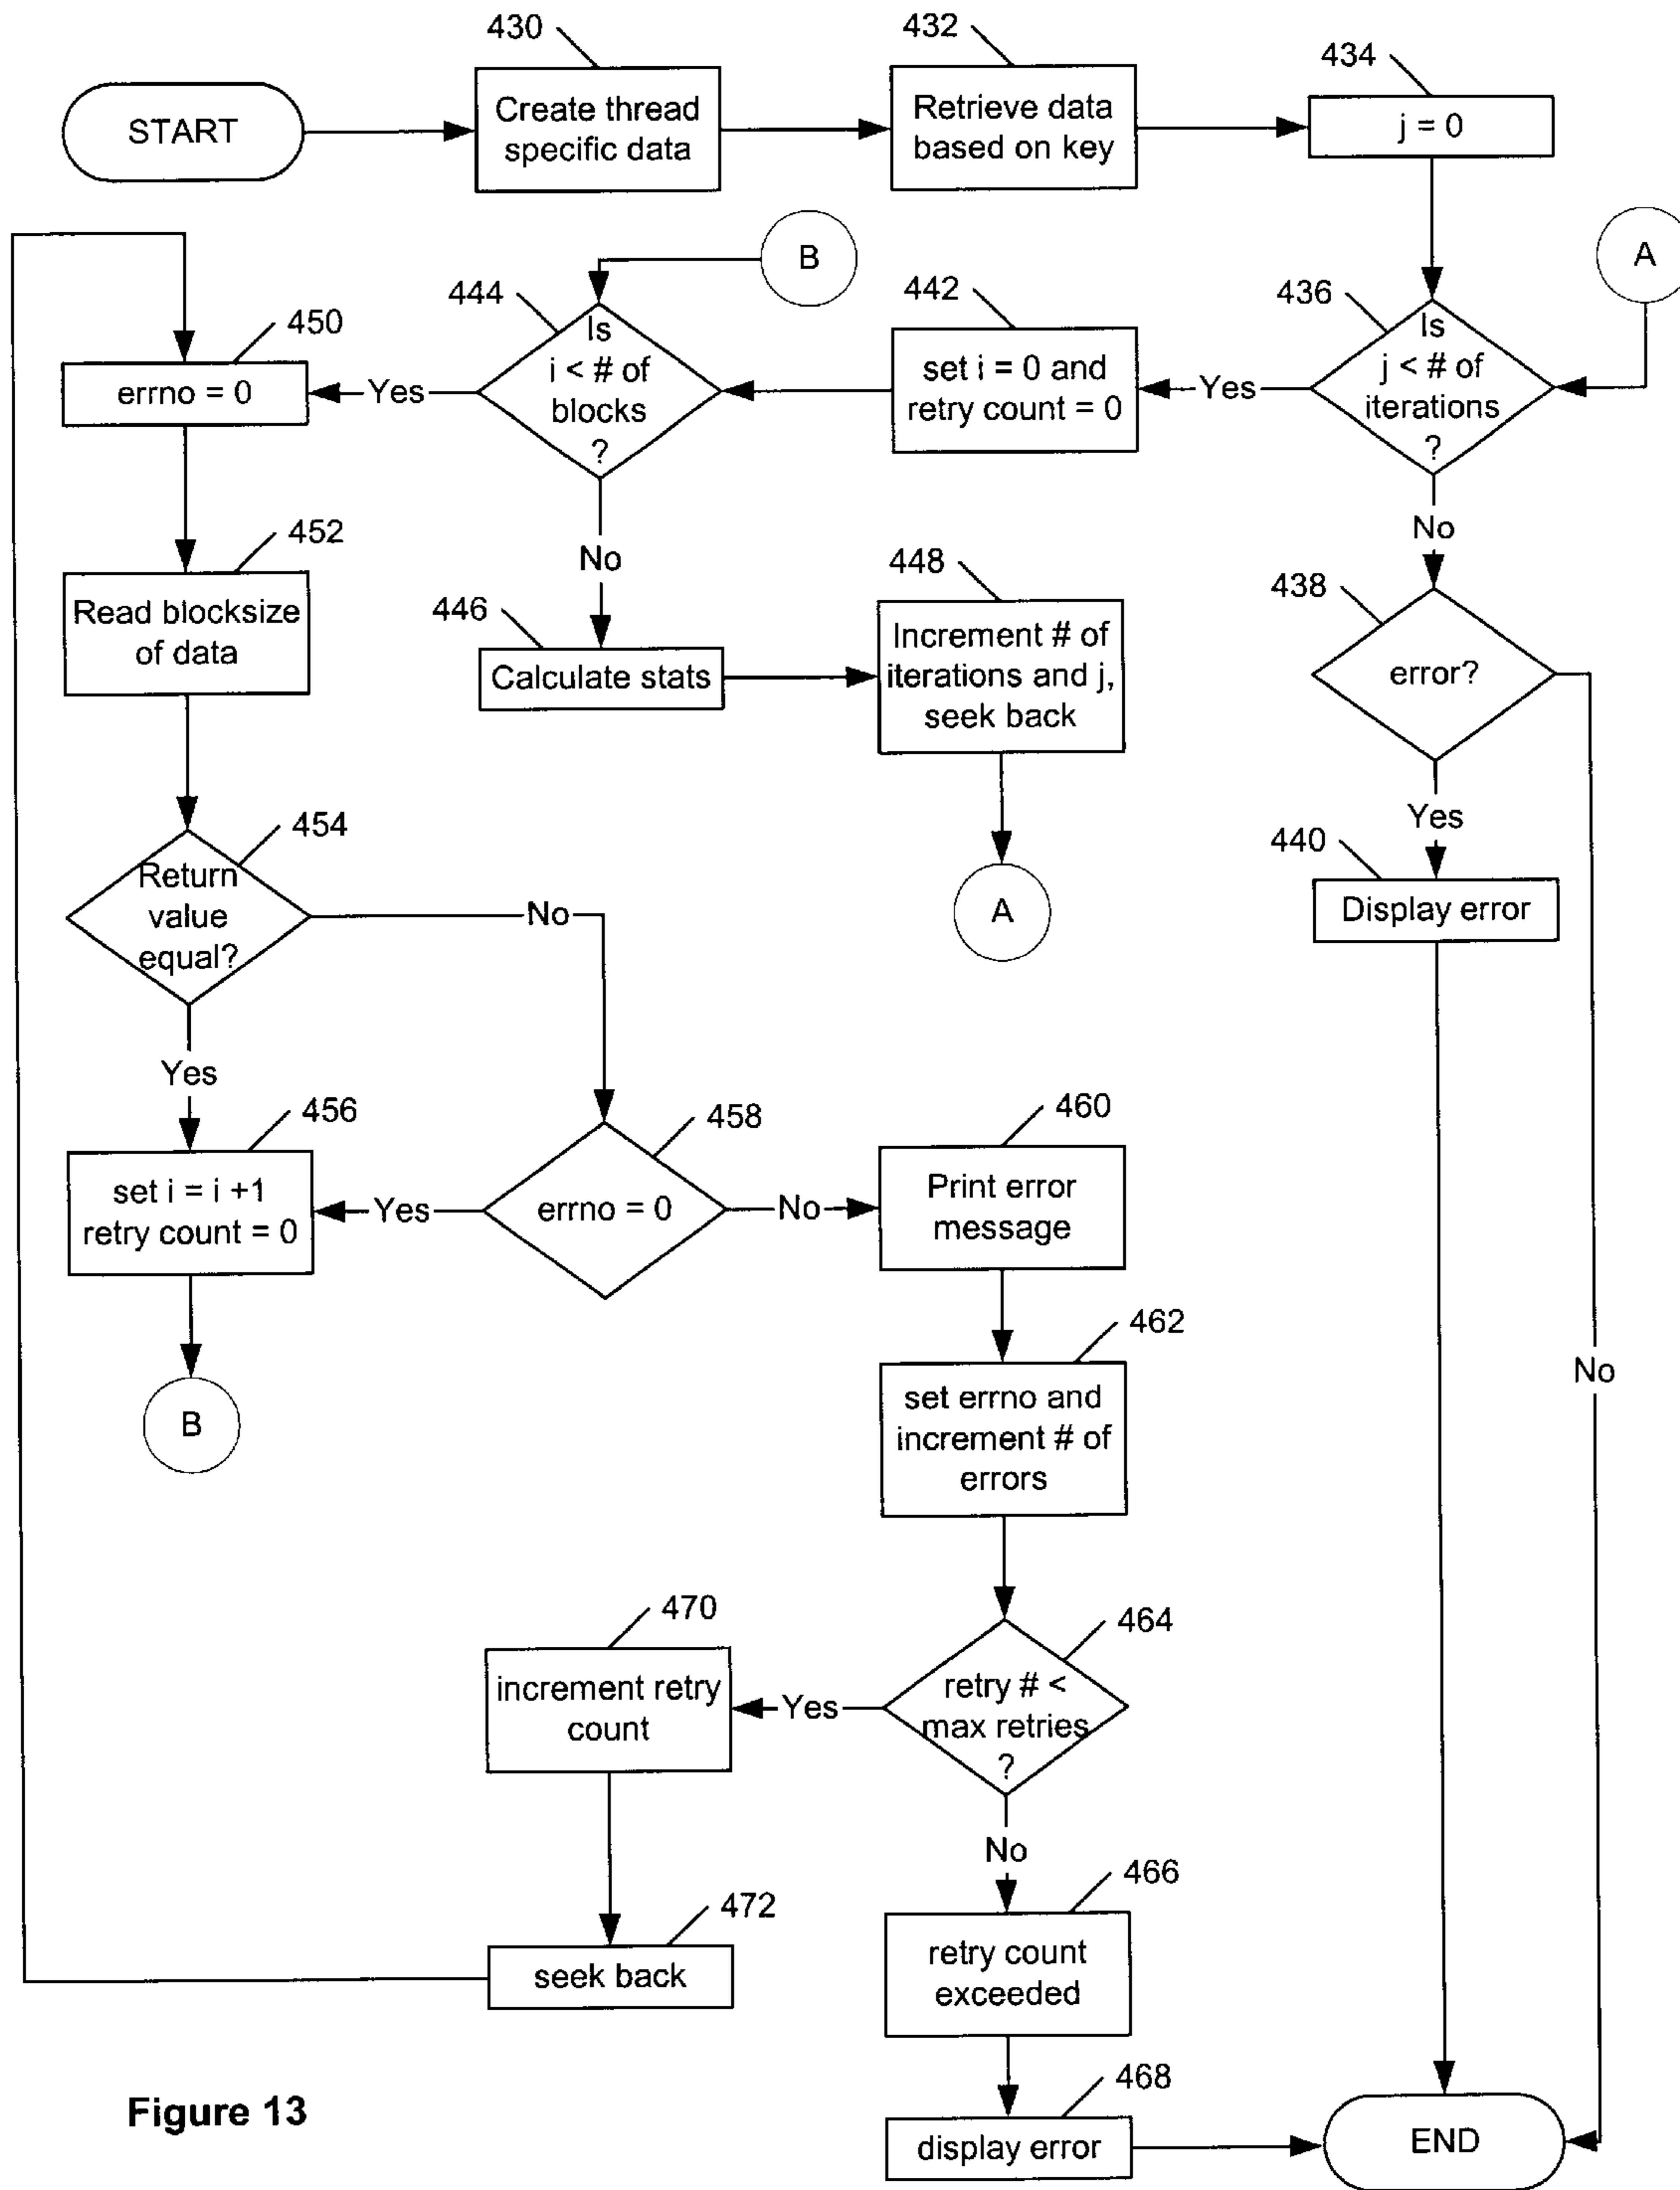 430
432
434
START
Create thread
specific data
Retrieve data
based on key
j = 0
B
A
444
442
436
450
errno = 0
Yes
Is
i < # of
blocks
?
set i = 0 and
retry count = 0
Yes
Is
j < # of
iterations
?
No
No
452
Read blocksize
of data
446
Calculate stats
448
Increment # of
iterations and j,
seek back
438
error?
Yes
454
Return
value
equal?
No
A
440
Display error
Yes
456
set i = i +1
retry count = 0
Yes
458
errno = 0
No
460
Print error
message
B
462
set errno and
increment # of
errors
No
470
increment retry
count
Yes
464
retry # <
max retries
?
No
472
seek back
466
retry count
exceeded
468
display error
END
Figure 13